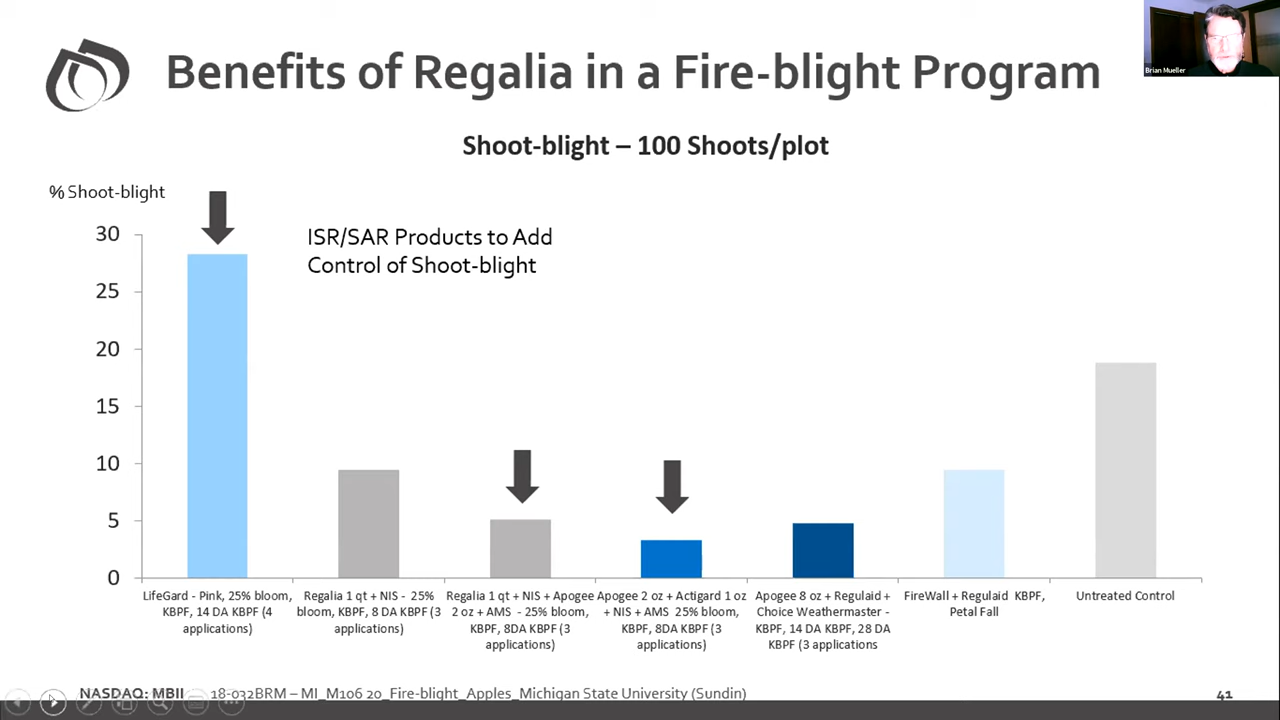 Brian Mueller
Benefits of Regalia in a Fire-blight Program
Shoot-blight – 100 Shoots/plot
% Shoot-blight
ISR/SAR Products to Add
Control of Shoot-blight
30
25
20
15
10
5
0
LifeGard - Pink, 25% bloom,
KBPF, 14 DA KBPF (4
applications)
Regalia 1 qt + NIS - 25%
bloom, KBPF, 8 DA KBPF (3
applications)
Regalia 1 qt + NIS + Apogee
2 oz + AMS - 25% bloom,
KBPF, 8DA KBPF (3
applications)
Apogee 2 oz + Actigard 1 oz
+ NIS + AMS 25% bloom,
KBPF, 8DA KBPF (3
applications)
Apogee 8 oz + Regulaid +
Choice Weathermaster -
KBPF, 14 DA KBPF, 28 DA
KBPF (3 applications
FireWall + Regulaid KBPF,
Petal Fall
Untreated Control
NASDAQ: MBII
18-032BRM – MI_M106 20_Fire-blight_Apples_Michigan State University (Sundin)
41